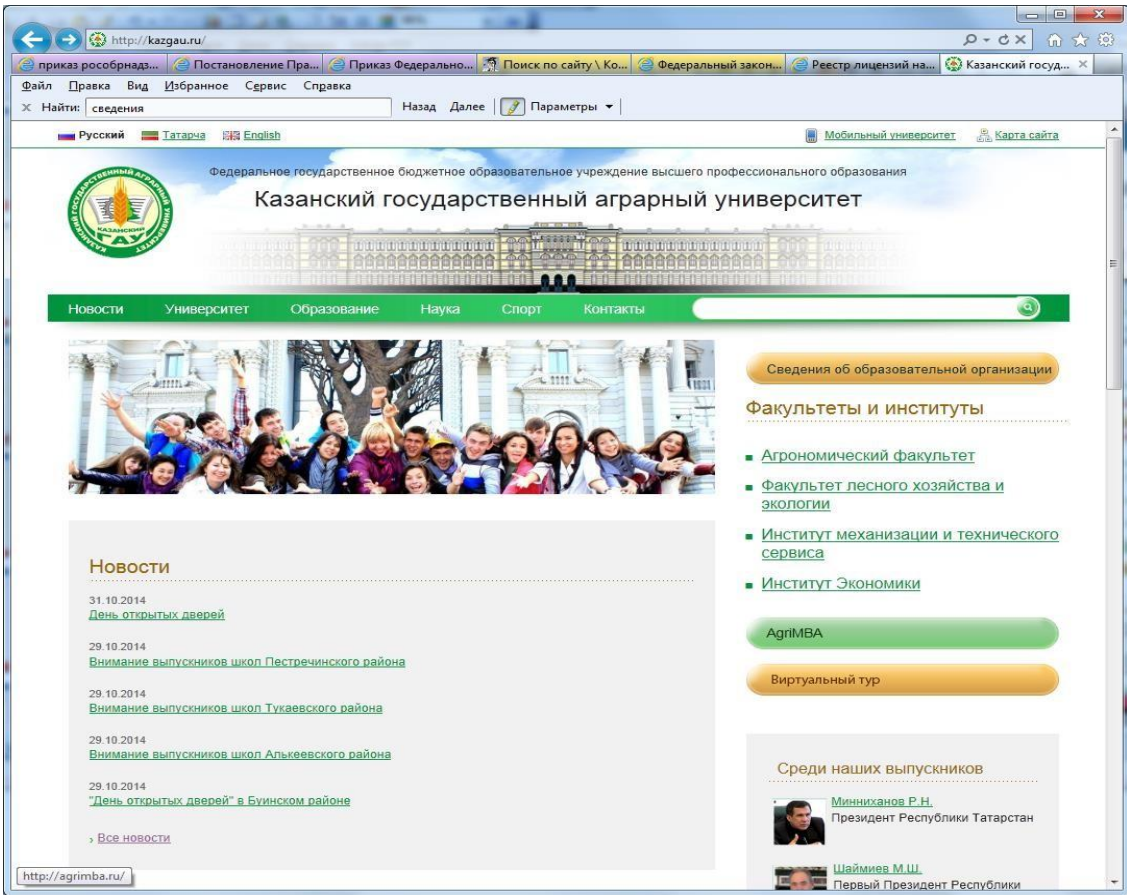 http://kazgau.ru/
приказ рособрнадз...
Постановление Пра...
Приказ Федерально...
Поиск по сайту \ Ко...
Федеральный закон...
Реестр лицензий на...
Казанский госуд...
Файл Правка Вид Избранное Сервис Справка
Найти: сведения Назад Далее Параметры
Русский Татарча English Мобильный университет Карта сайта
Федеральное государственное бюджетное образовательное учреждение высшего профессионального образования
Казанский государственный аграрный университет
КАЗАНСКИЙ ГОСУДАРСТВЕННЫЙ АГРАРНЫЙ УНИВЕРСИТЕТ
КАЗАНСКИЙ
ГАУ
Новости Университет Образование Наука Спорт Контакты
Сведения об образовательной организации
Факультеты и институты
Агрономический факультет
Факультет лесного хозяйства и
экологии
Институт механизации и технического
сервиса
Институт Экономики
AgriMBA
Виртуальный тур
Новости
31.10.2014
День открытых дверей
29.10.2014
Внимание выпускников школ Пестречинского района
29.10.2014
Внимание выпускников школ Тукаевского района
29.10.2014
Внимание выпускников школ Алькеевского района
29.10.2014
"День открытых дверей" в Буинском районе
Все новости
Среди наших выпускников
Минниханов Р.Н.
Президент Республики Татарстан
Шаймиев М.Ш.
Первый Президент Республики
http://agrimba.ru/